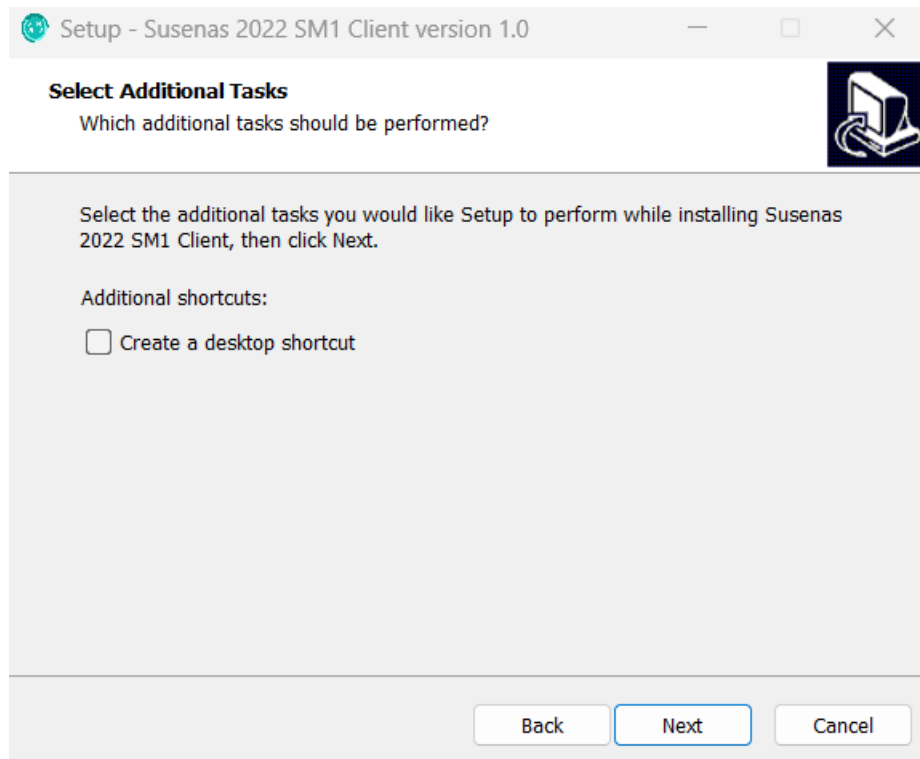 Setup - Susenas 2022 SM1 Client version 1.0
Select Additional Tasks
Which additional tasks should be performed?
Select the additional tasks you would like Setup to perform while installing Susenas
2022 SM1 Client, then click Next.
Additional shortcuts:
Create a desktop shortcut
Back Next Cancel